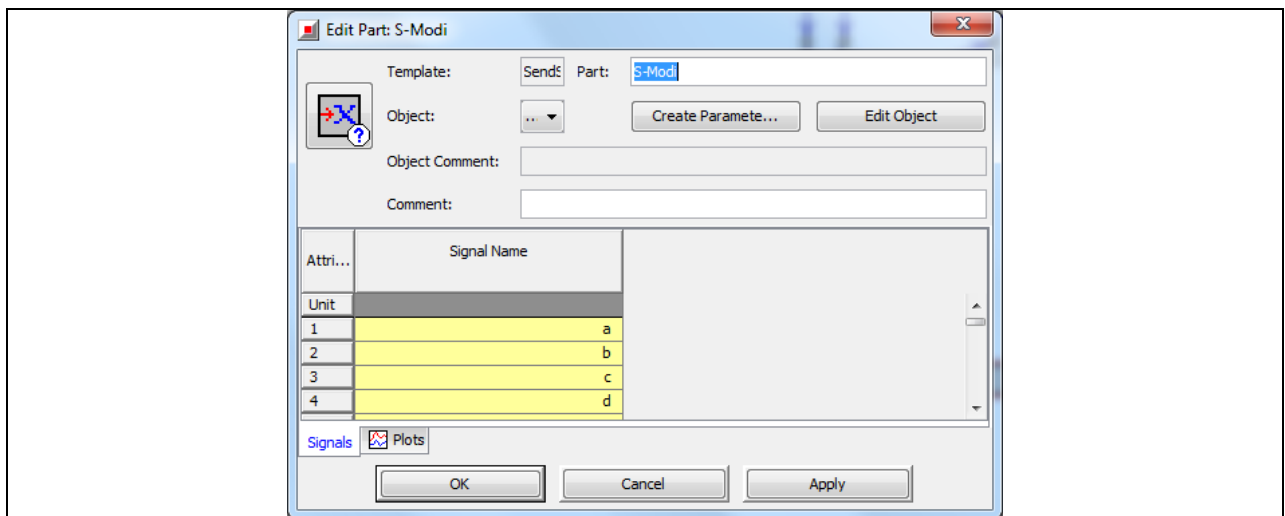 Edit Part: S-Modi
Template: SendS Part: S-Modi
Object: .. Create Paramete... Edit Object
Object Comment:
Comment:
Attri... Signal Name
Unit
1 a
2 b
3 c
4 d
Signals Plots
OK Cancel Apply